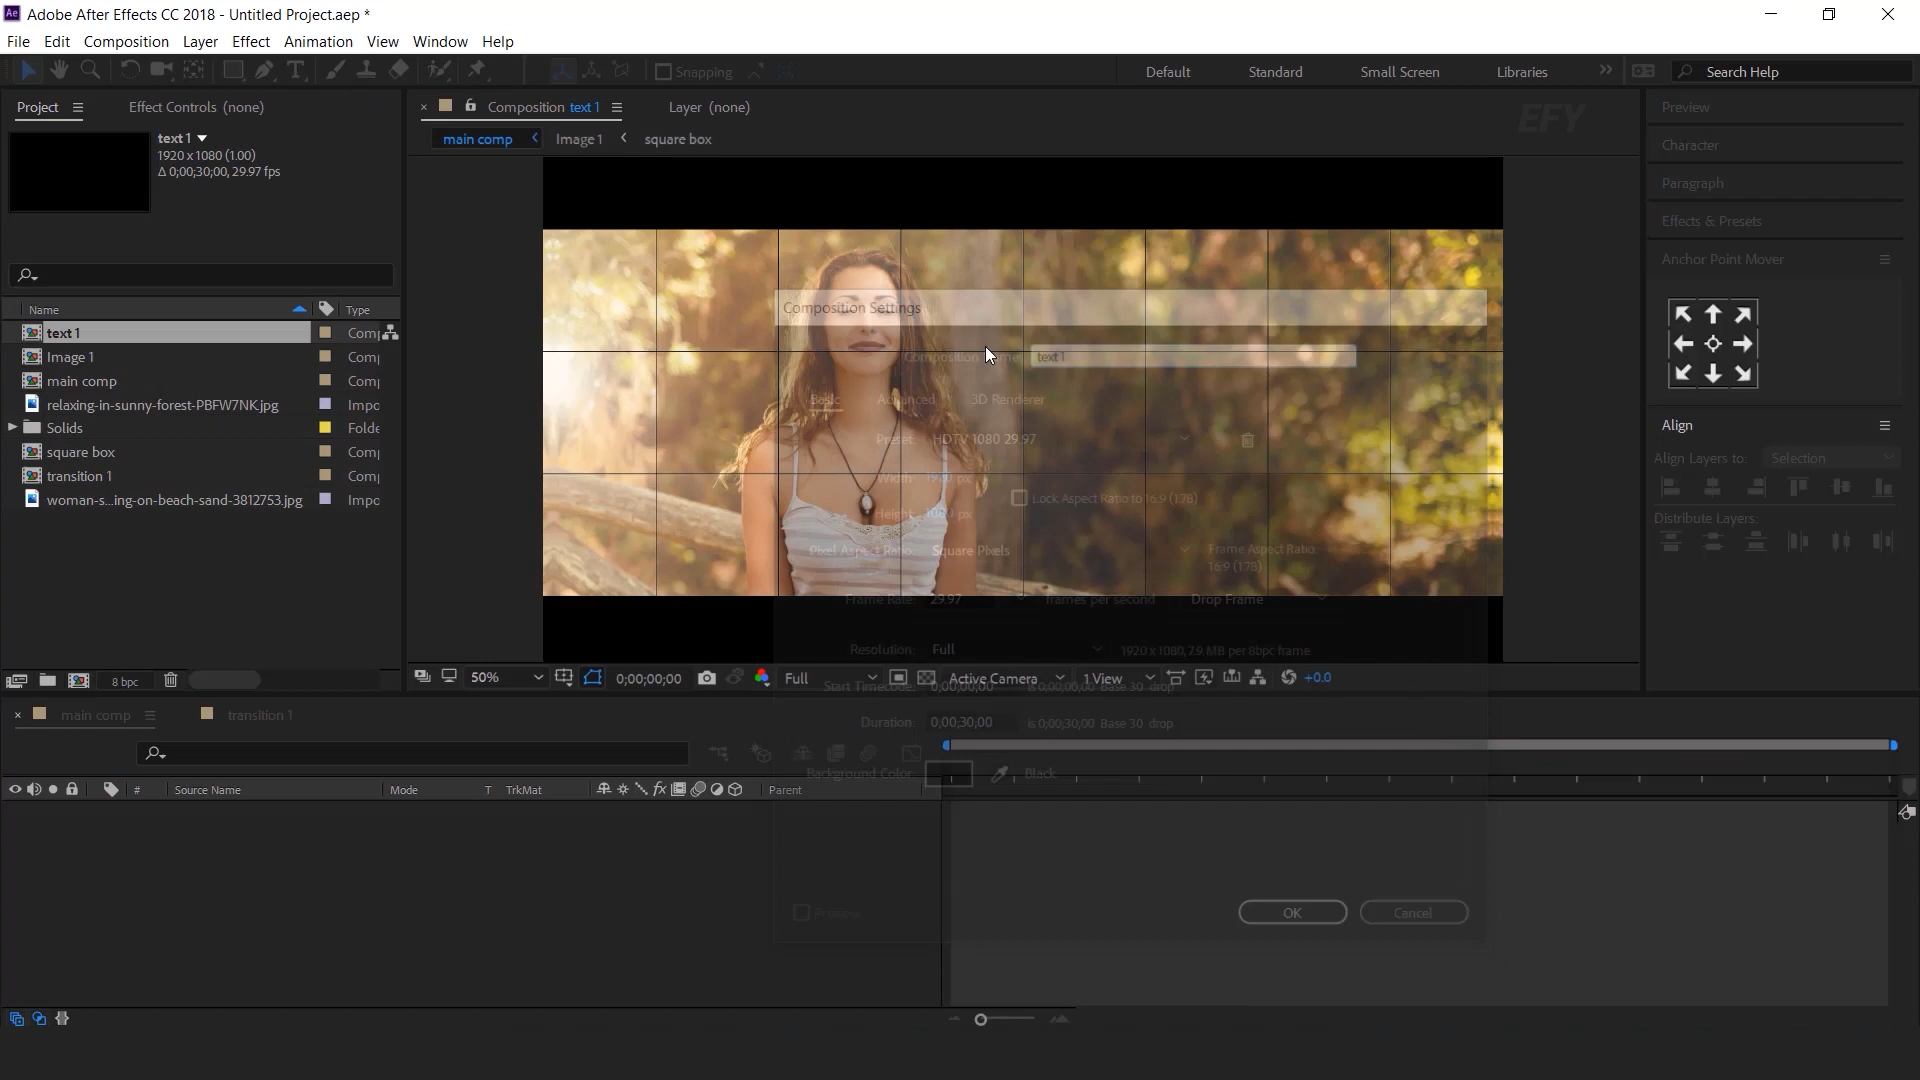 Ae Adobe After Effects CC 2018 - Untitled Project.aep *
File Edit Composition Layer Effect Animation View Window Help
Snapping
Default Standard Small Screen Libraries
Search Help
Project Effect Controls (none)
Composition text 1 Layer (none)
EFY
main comp Image 1 square box
text 1
1920 x 1080 (1.00)
Δ 0;00;30;00, 29.97 fps
Name Type
text 1 Comp
Image 1 Comp
main comp Comp
relaxing-in-sunny-forest-PBFW7NK.jpg Impo
Solids Folde
square box Comp
transition 1 Comp
woman-s...ing-on-beach-sand-3812753.jpg Impo
8 bpc
Composition Settings
Composition Name: text 1
Basic Advanced 3D Renderer
Preset: HDTV 1080 29.97
Width: 1920 px
Lock Aspect Ratio to 16:9 (1.78)
Height: 1080 px
Pixel Aspect Ratio: Square Pixels
Frame Aspect Ratio
16:9 (1.78)
Frame Rate: 29.97 frames per second Drop Frame
Resolution: Full 1920 x 1080, 7.9 MB per 8bpc frame
Start Timecode: 0;00;00;00 is 0;00;00;00 Base 30 drop
Duration: 0;00;30;00 is 0;00;30;00 Base 30 drop
Background Color: Black
Preview
OK Cancel
50% 0;00;00;00 Full Active Camera 1 View +0.0
Preview
Character
Paragraph
Effects & Presets
Anchor Point Mover
Align
Align Layers to: Selection
Distribute Layers:
main comp transition 1
# Source Name Mode T TrkMat fx Parent